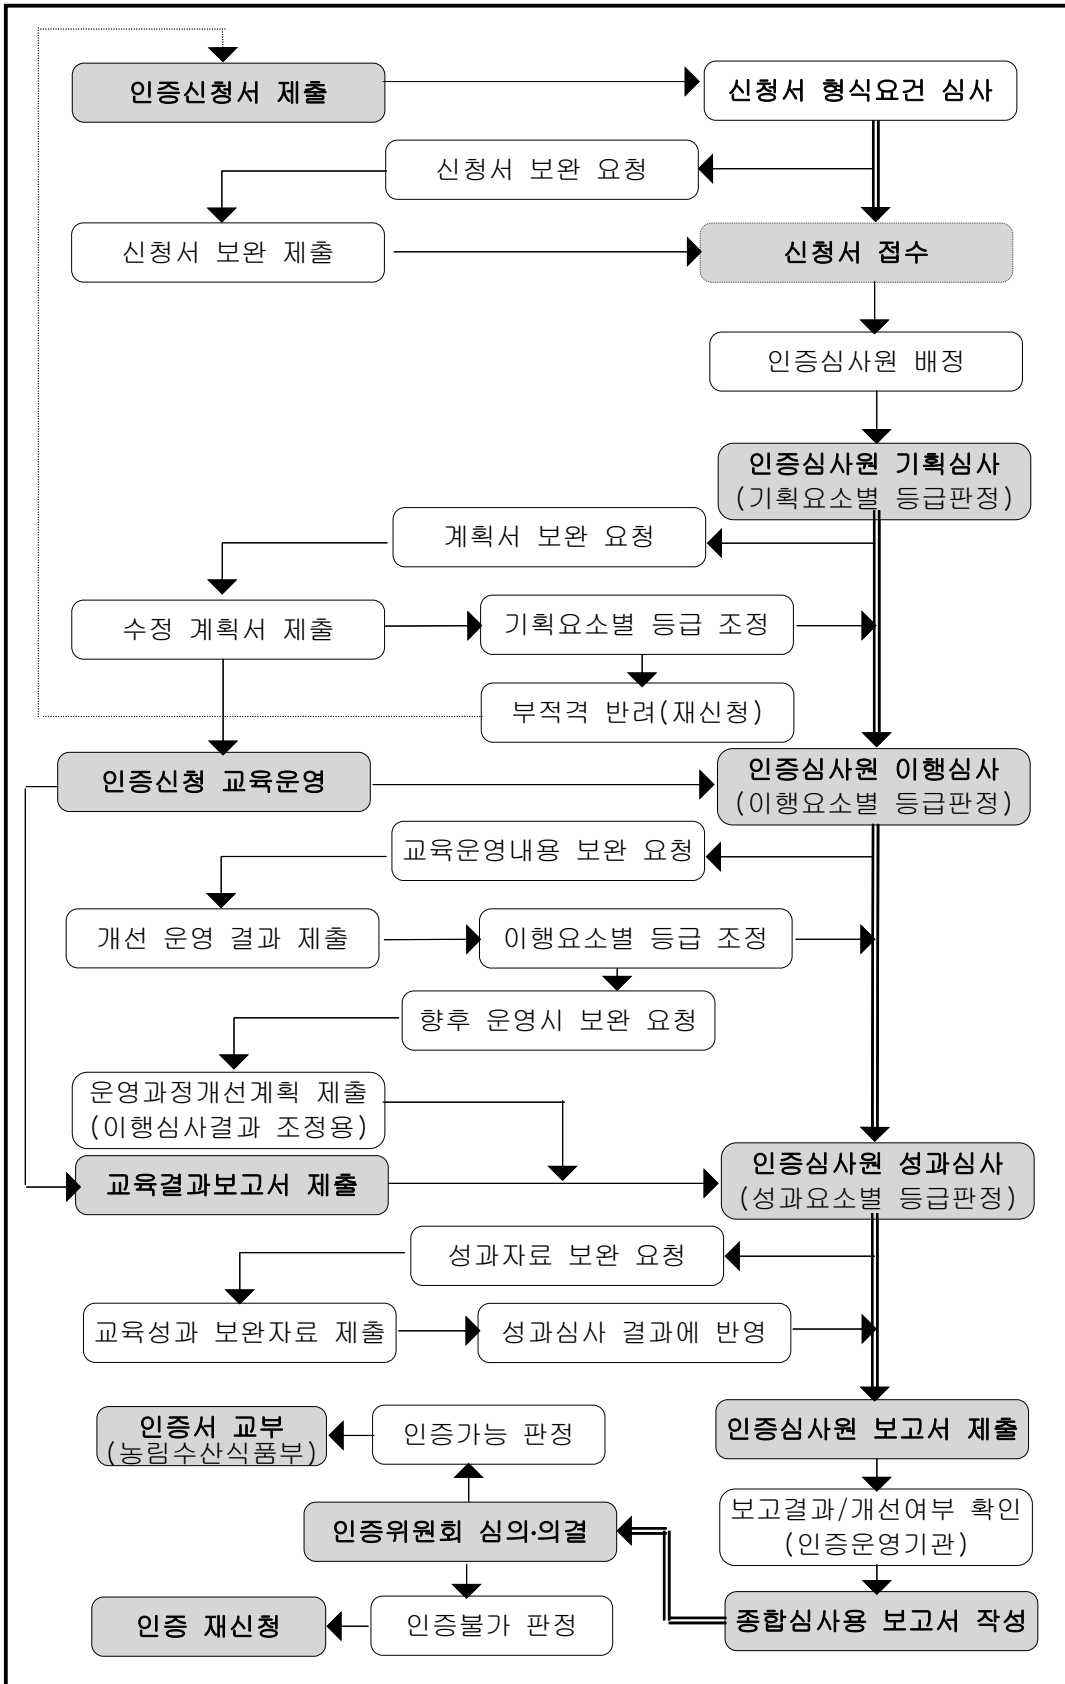 인증신청서 제출
신청서 형식요건 심사
신청서 보완 요청
신청서 보완 제출
신청서 접수
인증심사원 배정
인증심사원 기획심사
(기획요소별 등급판정)
계획서 보완 요청
수정 계획서 제출
기획요소별 등급 조정
부적격 반려(재신청)
인증신청 교육운영
인증심사원 이행심사
(이행요소별 등급판정)
교육운영내용 보완 요청
개선 운영 결과 제출
이행요소별 등급 조정
향후 운영시 보완 요청
운영과정개선계획 제출
(이행심사결과 조정용)
교육결과보고서 제출
인증심사원 성과심사
(성과요소별 등급판정)
성과자료 보완 요청
교육성과 보완자료 제출
성과심사 결과에 반영
인증서 교부
(농림수산식품부)
인증가능 판정
인증심사원 보고서 제출
보고결과/개선여부 확인
(인증운영기관)
인증위원회 심의·의결
인증 재신청
인증불가 판정
종합심사용 보고서 작성